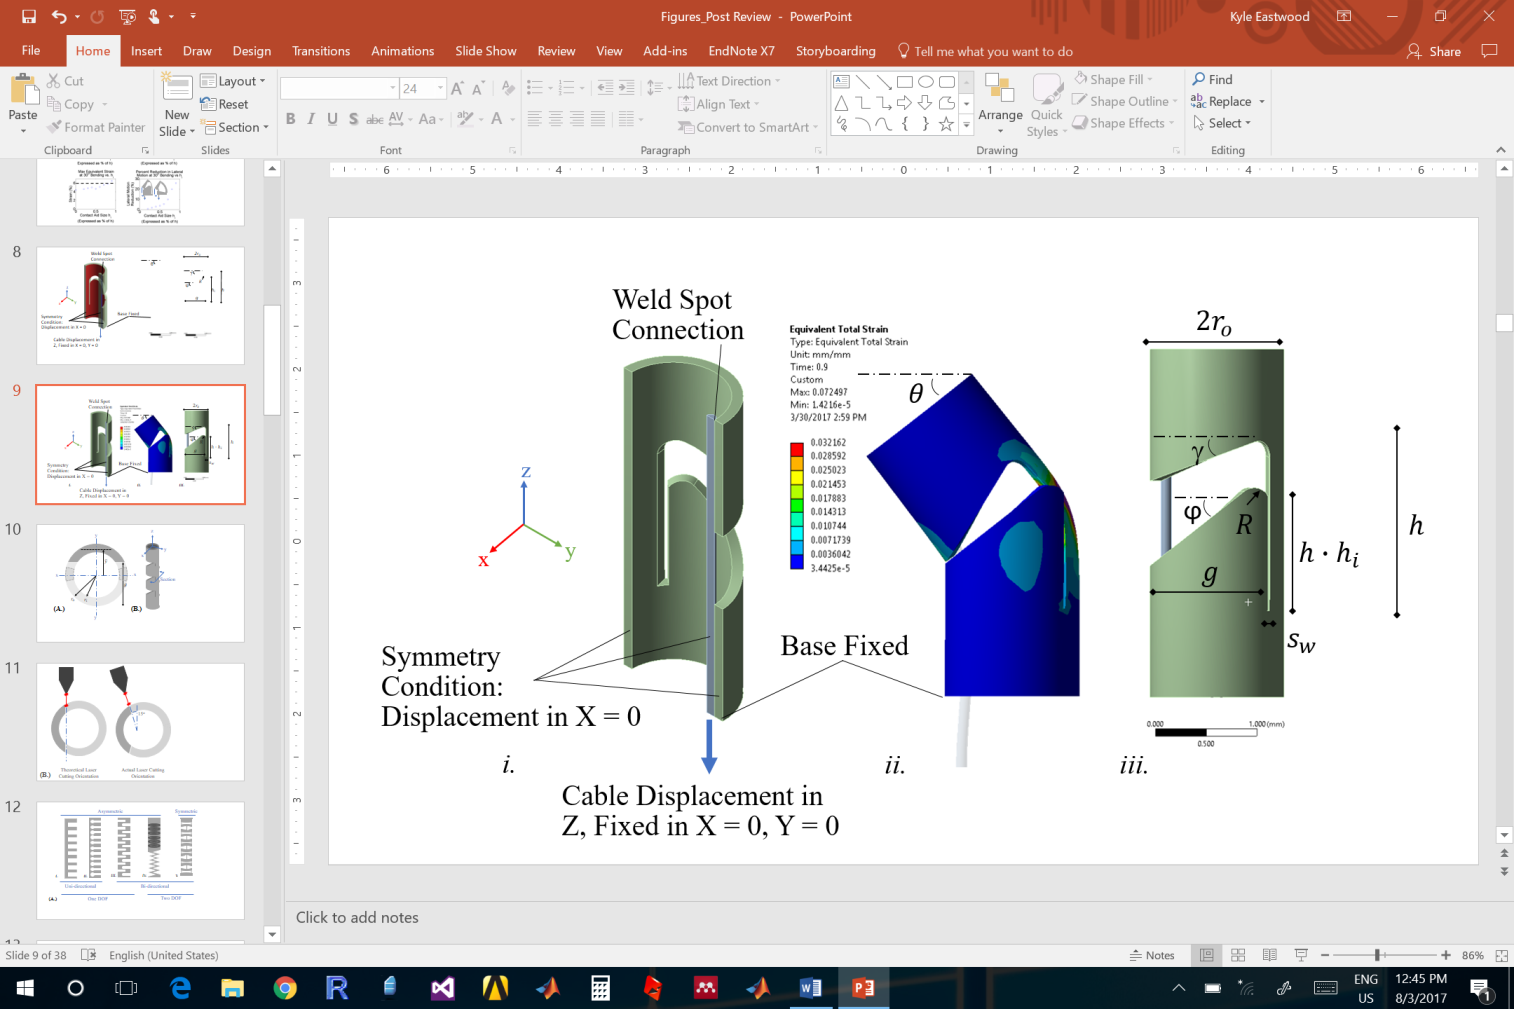 Figures_Post Review - PowerPoint
Kyle Eastwood
File
Home
Insert
Draw
Design
Transitions
Animations
Slide Show
Review
View
Add-ins
EndNote X7
Storyboarding
Tell me what you want to do
Share
Paste
Cut
Copy
Format Painter
Clipboard
New
Slide
Layout
Reset
Section
Slides
24
Font
Text Direction
Align Text
Convert to SmartArt
Paragraph
Arrange
Quick
Styles
Shape Fill
Shape Outline
Shape Effects
Drawing
Find
Replace
Select
Editing
8
9
10
11
12
Weld Spot
Connection
Equivalent Total Strain
Type: Equivalent Total Strain
Unit: mm/mm
Time: 0.9
Custom
Max: 0.072497
Min: 1.4216e-5
3/30/2017 2:59 PM
0.032162
0.028592
0.025023
0.021453
0.017883
0.014313
0.010744
0.0071739
0.0036042
3.4425e-5
θ
2rₒ
γ
φ
R
g
h · hᵢ
h
s_w
z
x
y
Symmetry
Condition:
Displacement in X = 0
Base Fixed
0.000
1.000 (mm)
0.500
i.
ii.
iii.
Cable Displacement in
Z, Fixed in X = 0, Y = 0
Click to add notes
Slide 9 of 38
English (United States)
Notes
86%
ENG
US
12:45 PM
8/3/2017